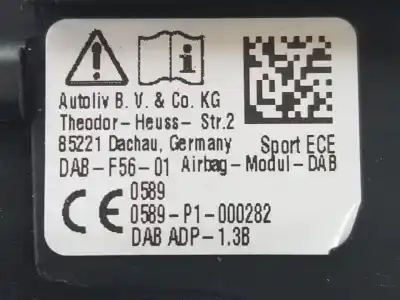 Autoliv B. V. & Co. KG
Theodor-Heuss-Str.2
85221 Dachau, Germany Sport ECE
DAB-F56-01 Airbag-Modul-DAB
0589
CE 0589-P1-000282
DAB ADP-1.3B